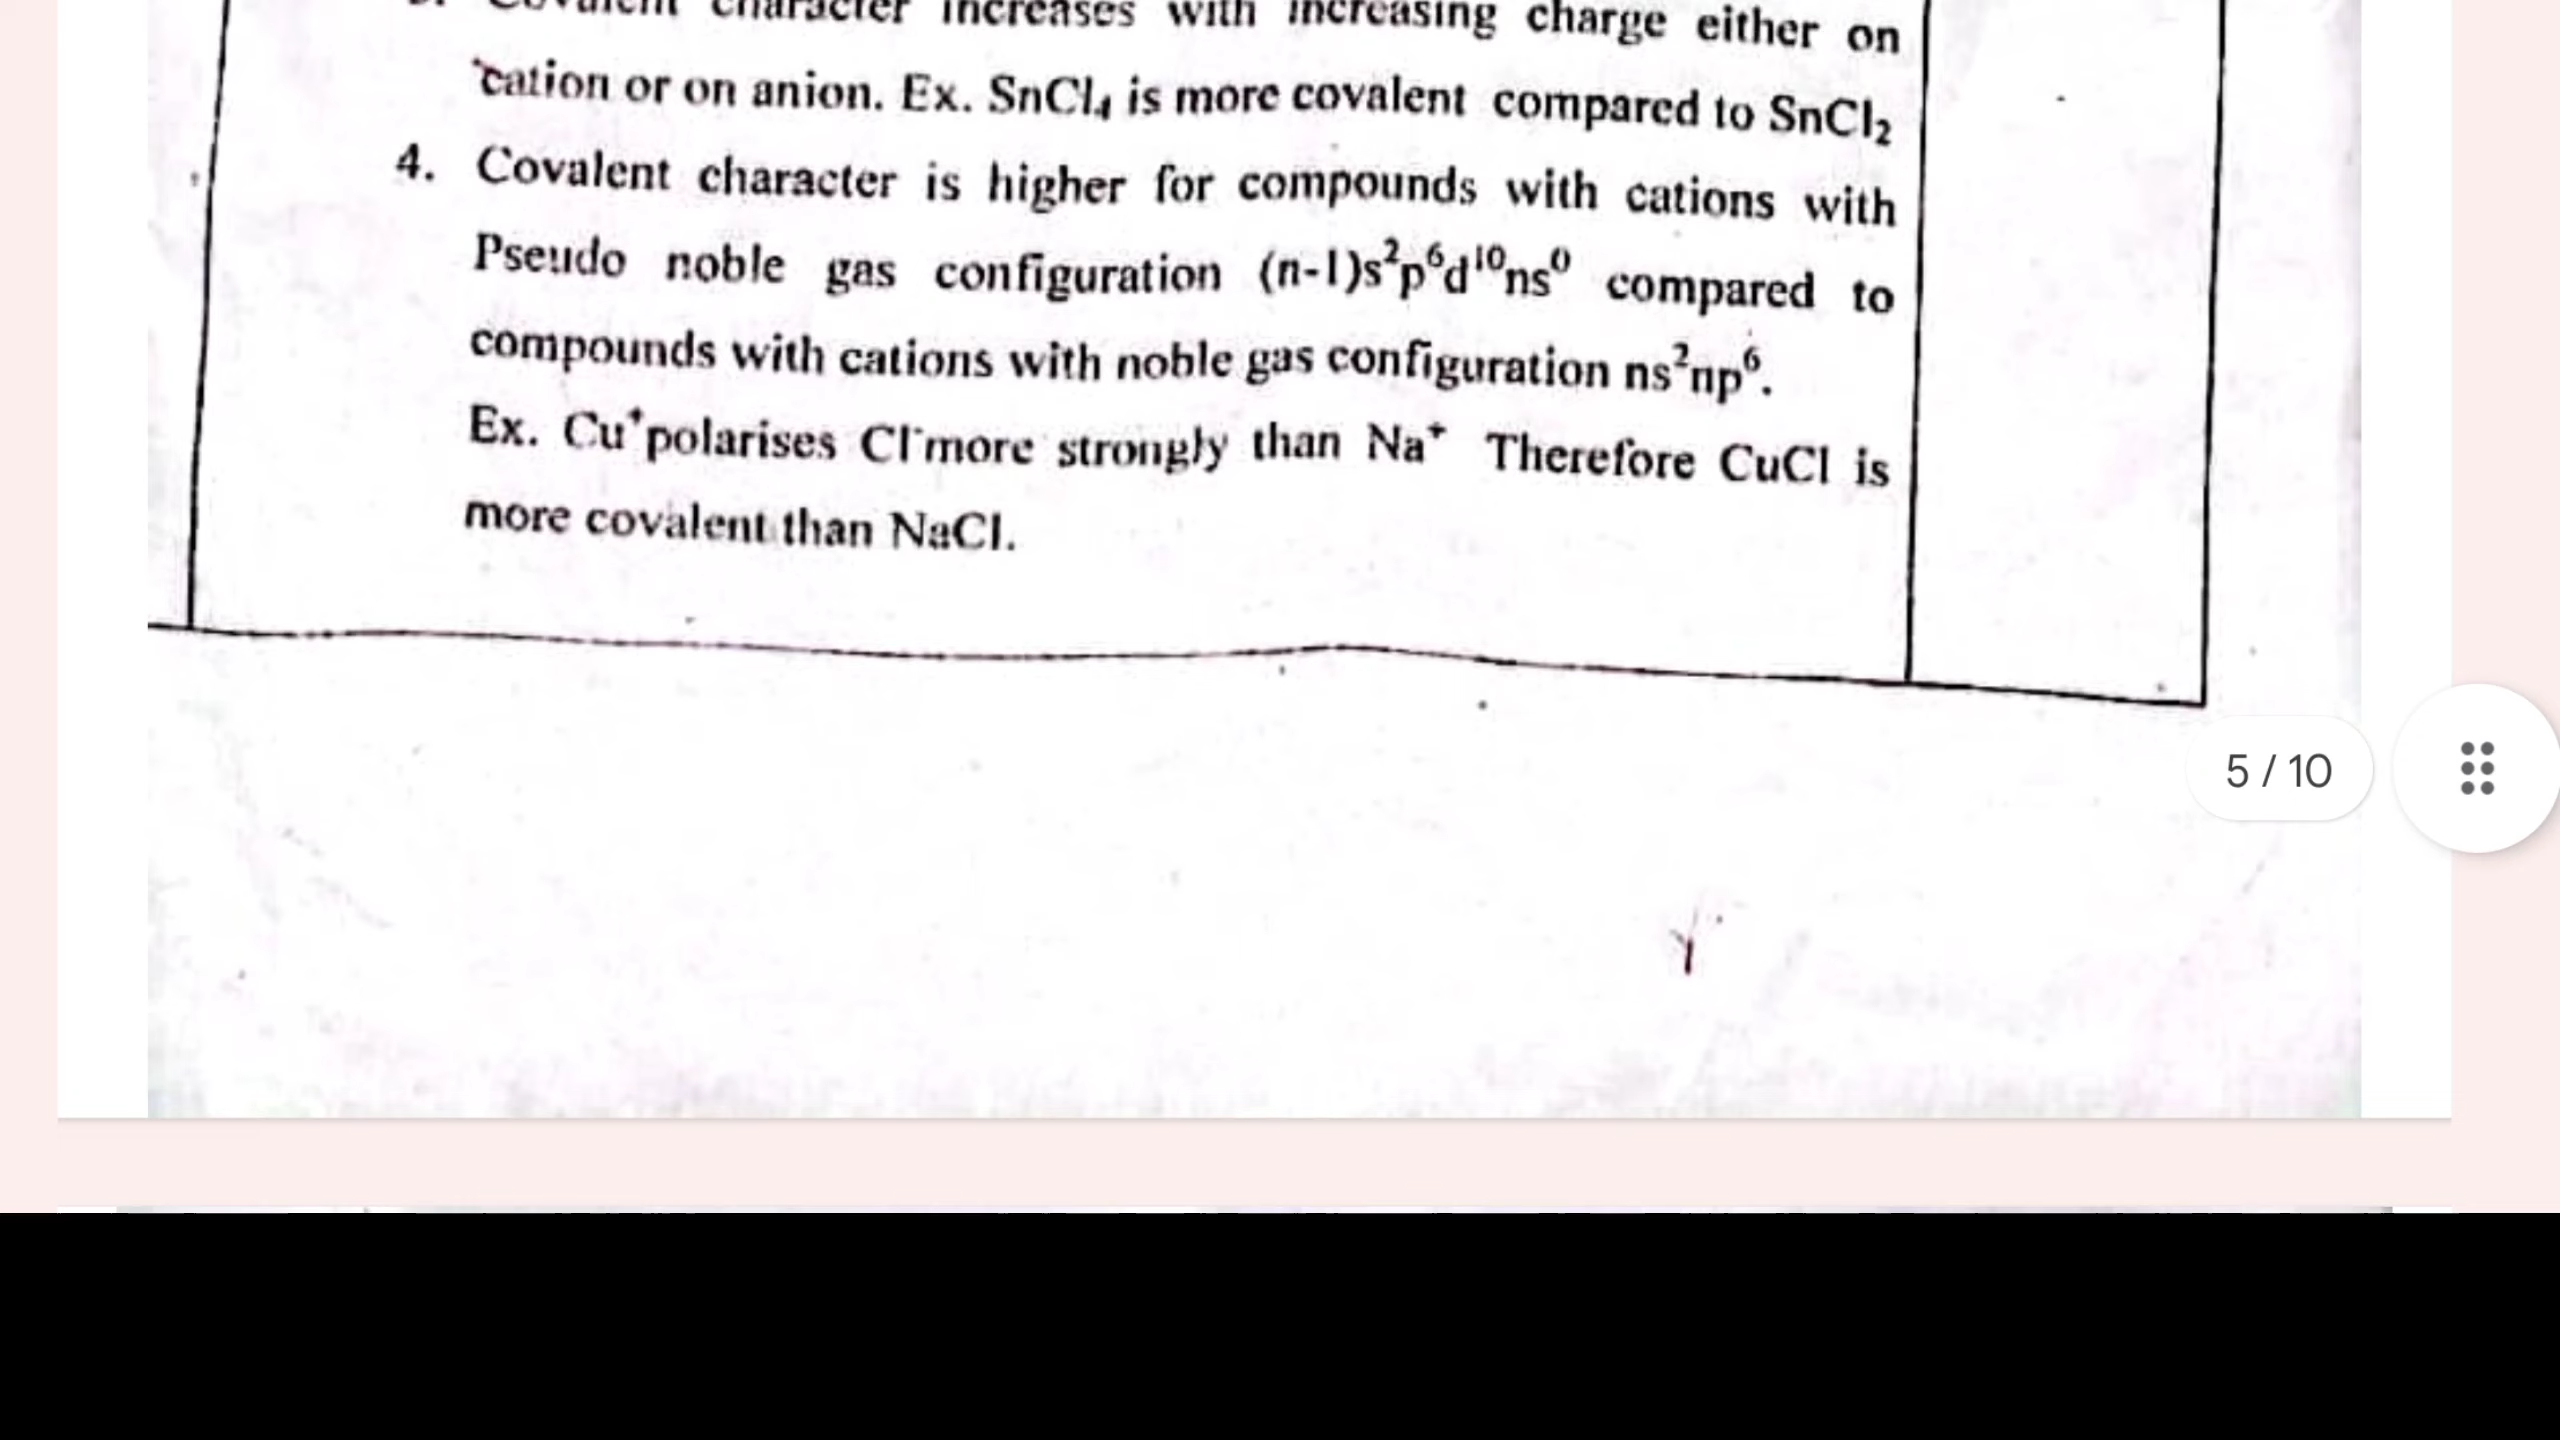 Covalent character increases with increasing charge either on
cation or on anion. Ex. SnCl₄ is more covalent compared to SnCl₂
4. Covalent character is higher for compounds with cations with
Pseudo noble gas configuration (n-1)s²p⁶d¹⁰ns⁰ compared to
compounds with cations with noble gas configuration ns²np⁶.
Ex. Cu⁺polarises Cl⁻more strongly than Na⁺ Therefore CuCl is
more covalent than NaCl.
5 / 10